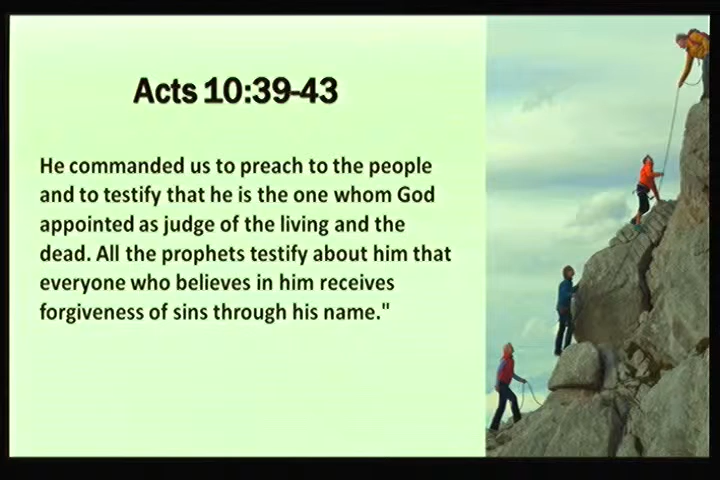 Acts 10:39-43
He commanded us to preach to the people
and to testify that he is the one whom God
appointed as judge of the living and the
dead. All the prophets testify about him that
everyone who believes in him receives
forgiveness of sins through his name."